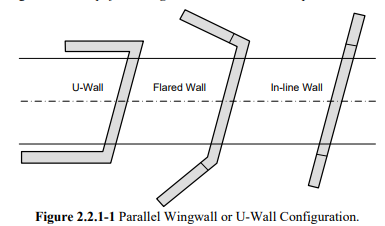 U-Wall
Flared Wall
In-line Wall
Figure 2.2.1-1 Parallel Wingwall or U-Wall Configuration.